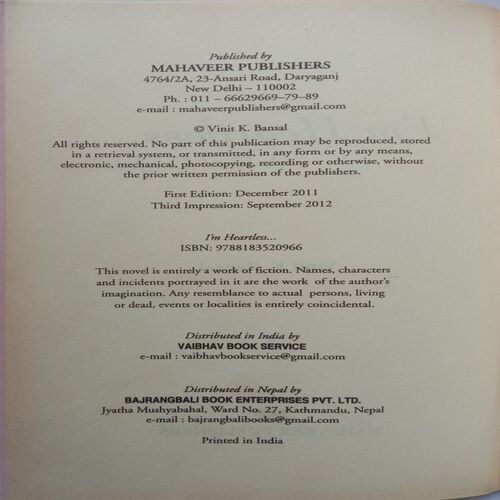 Published by
MAHAVEER PUBLISHERS
4764/2A, 23-Ansari Road, Daryaganj
New Delhi – 110002
Ph. : 011 – 66629669–79–89
e-mail : mahaveerpublishers@gmail.com
© Vinit K. Bansal
All rights reserved. No part of this publication may be reproduced, stored
in a retrieval system, or transmitted, in any form or by any means,
electronic, mechanical, photocopying, recording or otherwise, without
the prior written permission of the publishers.
First Edition: December 2011
Third Impression: September 2012
I'm Heartless...
ISBN: 9788183520966
This novel is entirely a work of fiction. Names, characters
and incidents portrayed in it are the work of the author's
imagination. Any resemblance to actual persons, living
or dead, events or localities is entirely coincidental.
Distributed in India by
VAIBHAV BOOK SERVICE
e-mail : vaibhavbookservice@gmail.com
Distributed in Nepal by
BAJRANGBALI BOOK ENTERPRISES PVT. LTD.
Jyatha Mushyabahal, Ward No. 27, Kathmandu, Nepal
e-mail : bajrangbalibooks@gmail.com
Printed in India